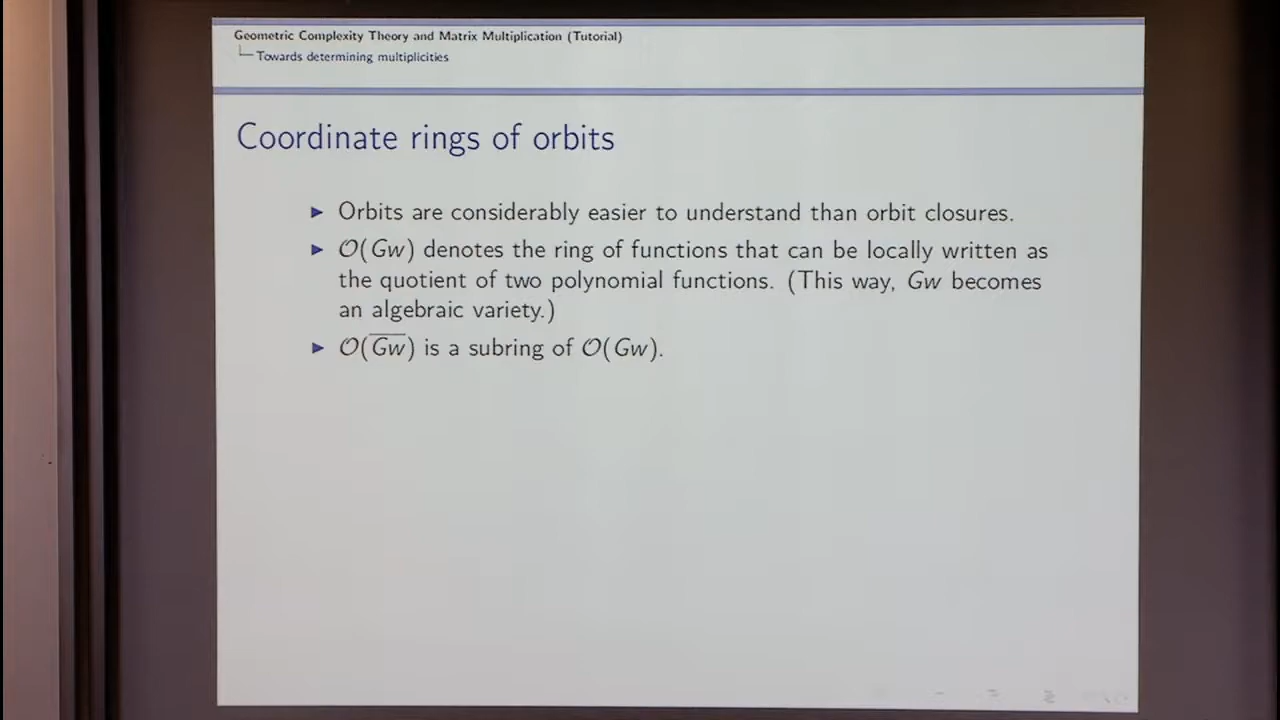 Geometric Complexity Theory and Matrix Multiplication (Tutorial)
Towards determining multiplicities
Coordinate rings of orbits
▶ Orbits are considerably easier to understand than orbit closures.
▶ 𝒪(Gw) denotes the ring of functions that can be locally written as
the quotient of two polynomial functions. (This way, Gw becomes
an algebraic variety.)
▶ 𝒪(G̅w̅) is a subring of 𝒪(Gw).